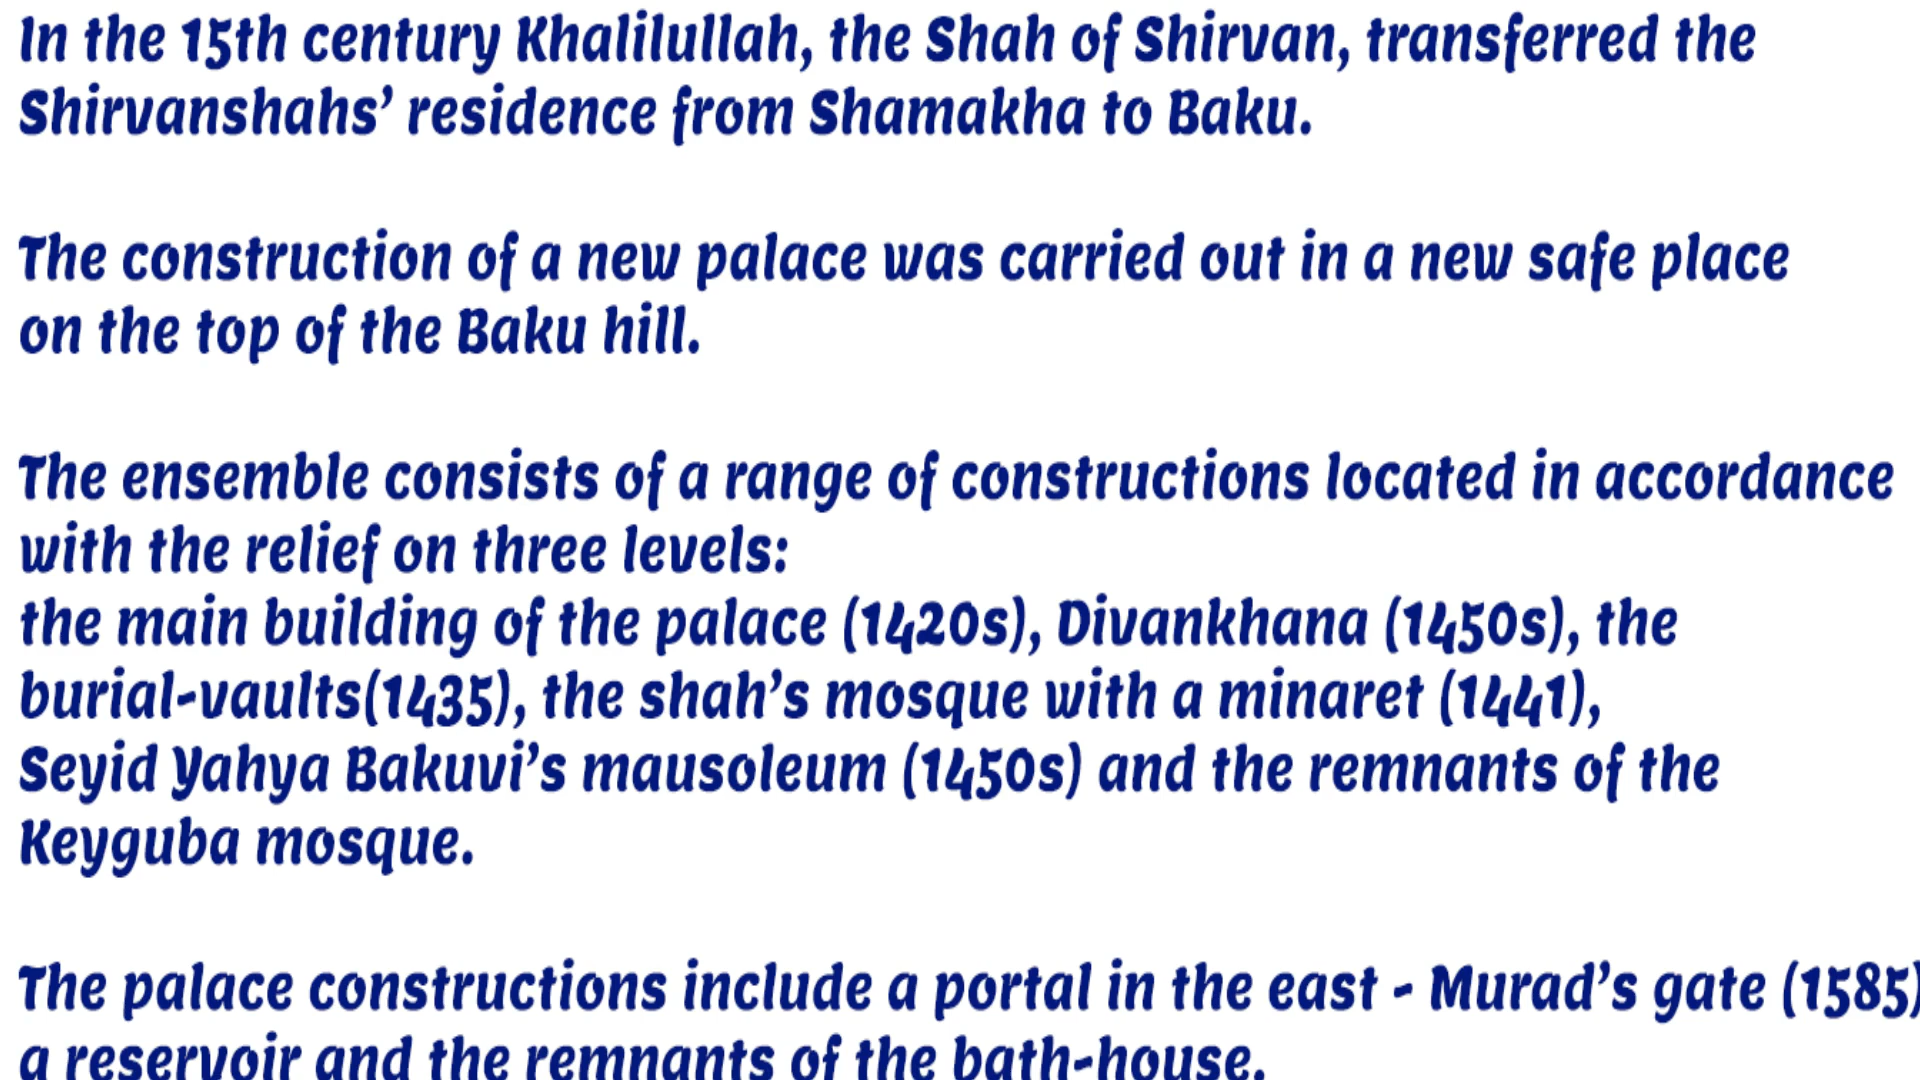 In the 15th century Khalilullah, the Shah of Shirvan, transferred the
Shirvanshahs’ residence from Shamakha to Baku.
The construction of a new palace was carried out in a new safe place
on the top of the Baku hill.
The ensemble consists of a range of constructions located in accordance
with the relief on three levels:
the main building of the palace (1420s), Divankhana (1450s), the
burial-vaults(1435), the shah’s mosque with a minaret (1441),
Seyid Yahya Bakuvi’s mausoleum (1450s) and the remnants of the
Keyguba mosque.
The palace constructions include a portal in the east - Murad’s gate (1585)
a reservoir and the remnants of the bath-house.